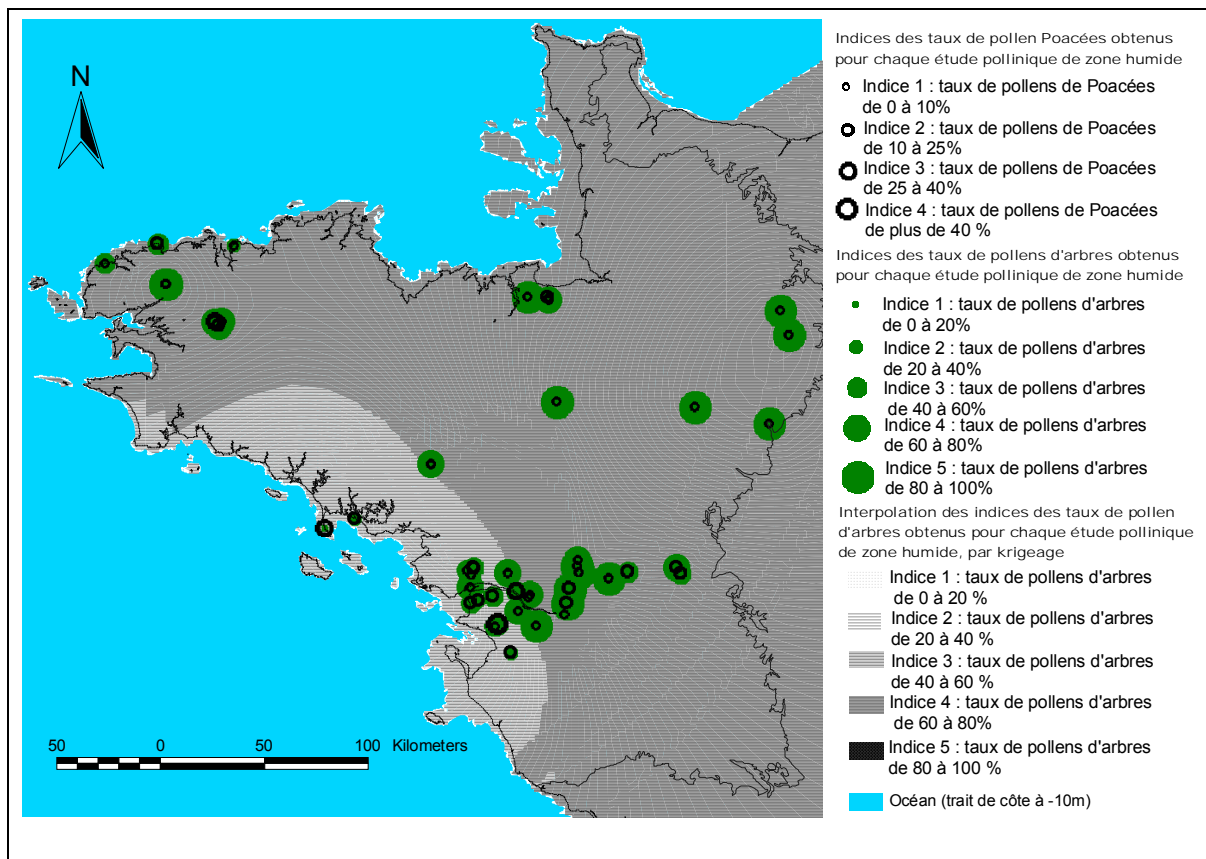 N
50 0 50 100 Kilometers
Indices des taux de pollen Poacées obtenus
pour chaque étude pollinique de zone humide
Indice 1 : taux de pollens de Poacées
de 0 à 10%
Indice 2 : taux de pollens de Poacées
de 10 à 25%
Indice 3 : taux de pollens de Poacées
de 25 à 40%
Indice 4 : taux de pollens de Poacées
de plus de 40 %
Indices des taux de pollens d'arbres obtenus
pour chaque étude pollinique de zone humide
Indice 1 : taux de pollens d'arbres
de 0 à 20%
Indice 2 : taux de pollens d'arbres
de 20 à 40%
Indice 3 : taux de pollens d'arbres
de 40 à 60%
Indice 4 : taux de pollens d'arbres
de 60 à 80%
Indice 5 : taux de pollens d'arbres
de 80 à 100%
Interpolation des indices des taux de pollen
d'arbres obtenus pour chaque étude pollinique
de zone humide, par krigeage
Indice 1 : taux de pollens d'arbres
de 0 à 20 %
Indice 2 : taux de pollens d'arbres
de 20 à 40 %
Indice 3 : taux de pollens d'arbres
de 40 à 60 %
Indice 4 : taux de pollens d'arbres
de 60 à 80%
Indice 5 : taux de pollens d'arbres
de 80 à 100 %
Océan (trait de côte à -10m)